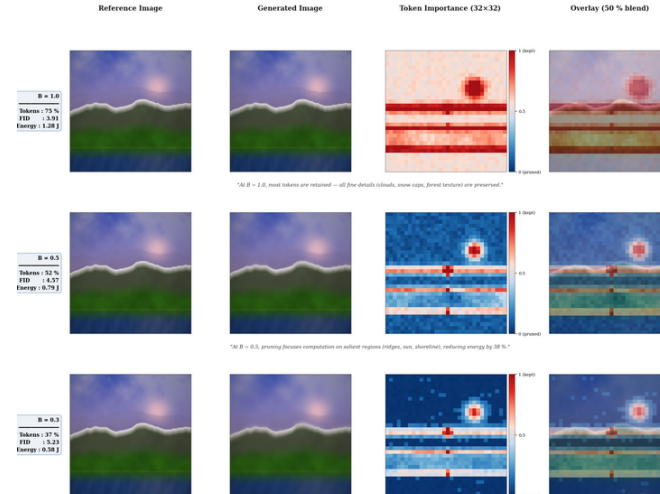 Reference Image
Generated Image
Token Importance (32×32)
Overlay (50 % blend)
B = 1.0
Tokens : 75 %
FID : 3.91
Energy : 1.28 J
1 (kept)
0.5
0 (pruned)
"At B = 1.0, most tokens are retained — all fine details (clouds, snow caps, forest texture) are preserved."
B = 0.5
Tokens : 52 %
FID : 4.57
Energy : 0.79 J
1 (kept)
0.5
0 (pruned)
"At B = 0.5, pruning focuses computation on salient regions (ridges, sun, shoreline), reducing energy by 38 %."
B = 0.3
Tokens : 37 %
FID : 5.23
Energy : 0.58 J
1 (kept)
0.5